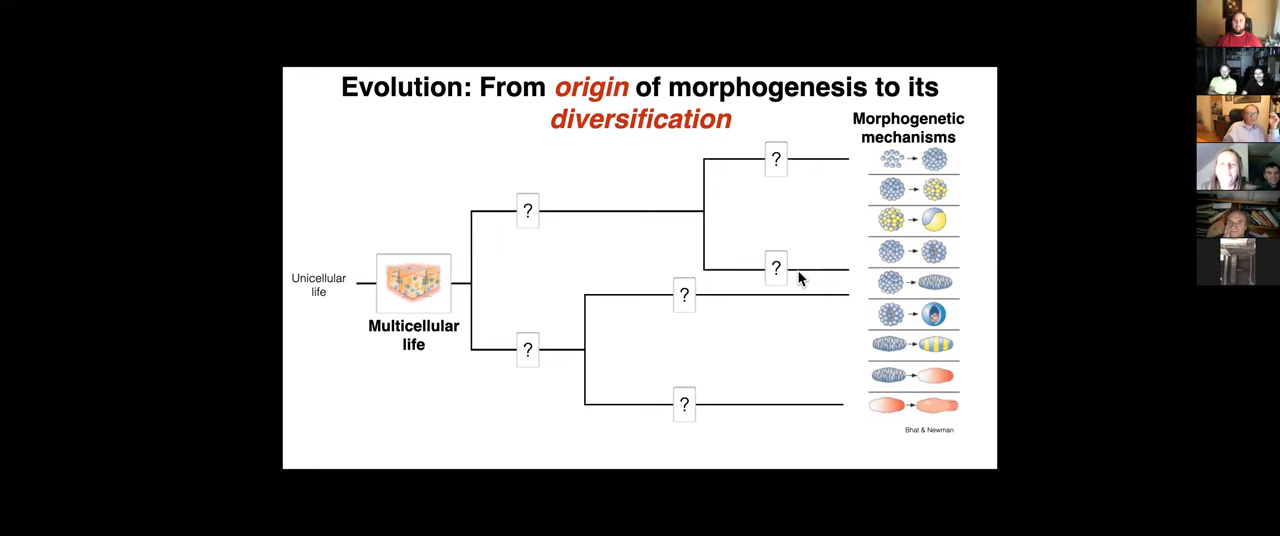 Evolution: From origin of morphogenesis to its
diversification
Morphogenetic
mechanisms
?
?
?
Unicellular
life
?
Multicellular
life
?
?
Bhat & Newman